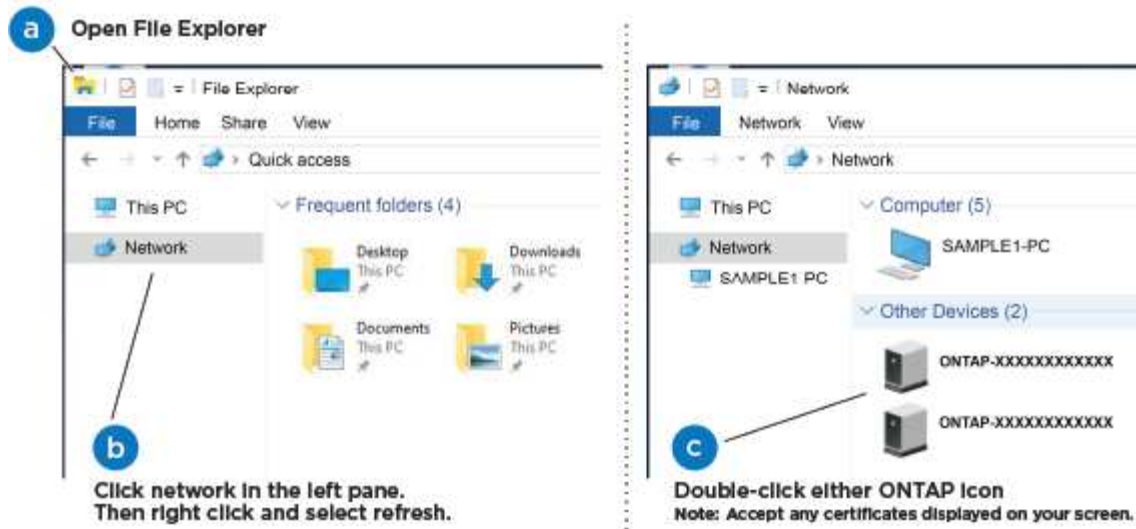 a
Open File Explorer
File Explorer
File Home Share View
Quick access
This PC
Network
Frequent folders (4)
Desktop
This PC
Downloads
This PC
Documents
This PC
Pictures
This PC
b
Click network in the left pane.
Then right click and select refresh.
Network
File Network View
Network
This PC
Network
SAMPLE1 PC
Computer (5)
SAMPLE1-PC
Other Devices (2)
ONTAP-XXXXXXXXXXXX
ONTAP-XXXXXXXXXXXX
c
Double-click either ONTAP icon
Note: Accept any certificates displayed on your screen.